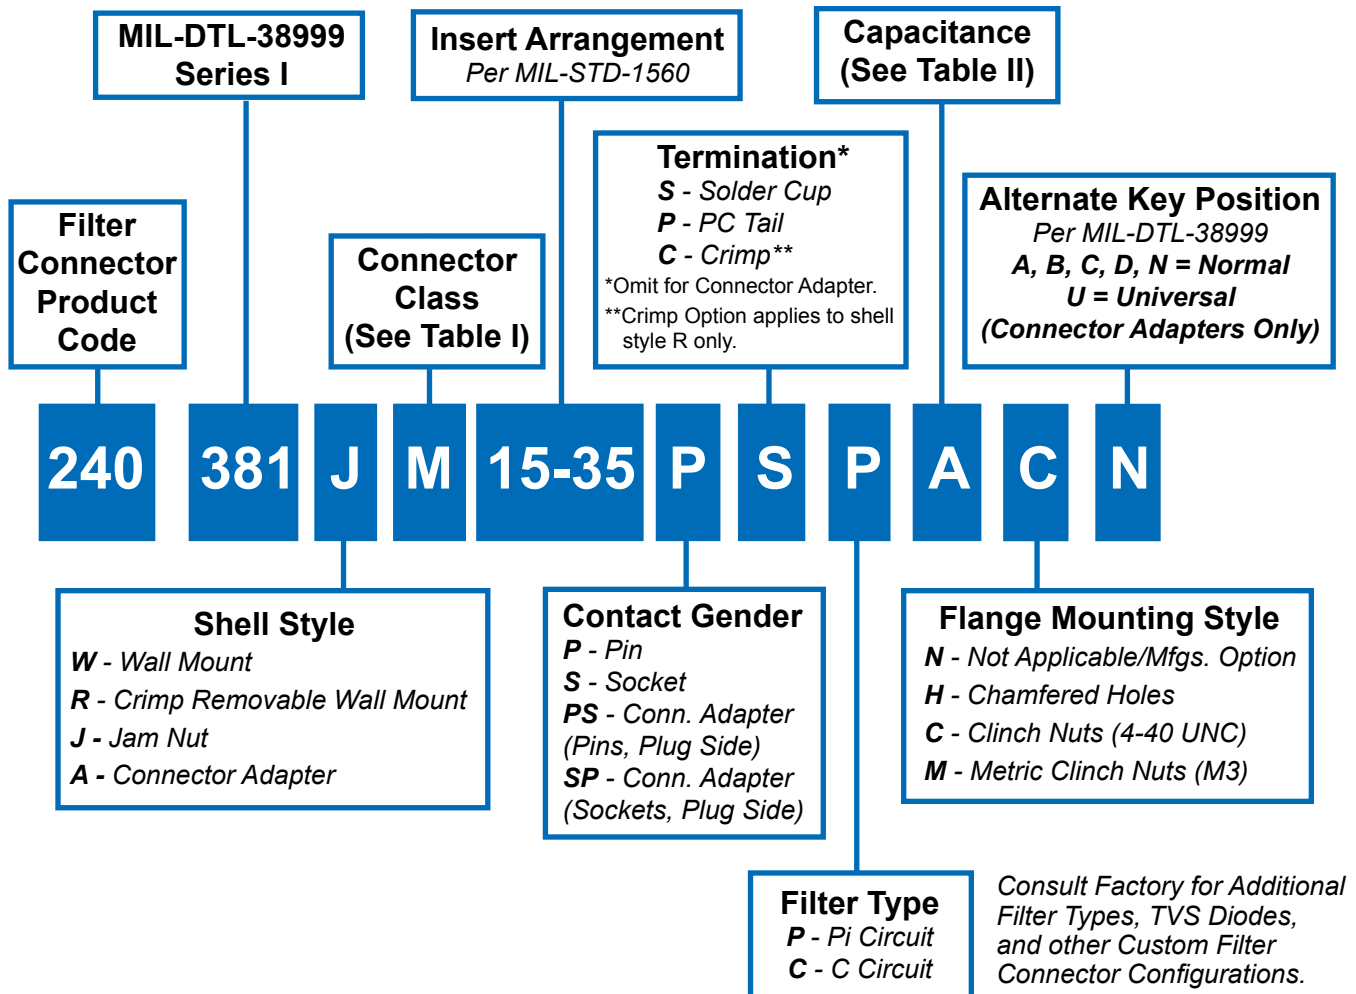 MIL-DTL-38999
Series I
Insert Arrangement
Per MIL-STD-1560
Capacitance
(See Table II)
Filter
Connector
Product
Code
Connector
Class
(See Table I)
Termination*
S - Solder Cup
P - PC Tail
C - Crimp**
*Omit for Connector Adapter.
**Crimp Option applies to shell
style R only.
Alternate Key Position
Per MIL-DTL-38999
A, B, C, D, N = Normal
U = Universal
(Connector Adapters Only)
240 381 J M 15-35 P S P A C N
Shell Style
W - Wall Mount
R - Crimp Removable Wall Mount
J - Jam Nut
A - Connector Adapter
Contact Gender
P - Pin
S - Socket
PS - Conn. Adapter
(Pins, Plug Side)
SP - Conn. Adapter
(Sockets, Plug Side)
Flange Mounting Style
N - Not Applicable/Mfgs. Option
H - Chamfered Holes
C - Clinch Nuts (4-40 UNC)
M - Metric Clinch Nuts (M3)
Filter Type
P - Pi Circuit
C - C Circuit
Consult Factory for Additional
Filter Types, TVS Diodes,
and other Custom Filter
Connector Configurations.